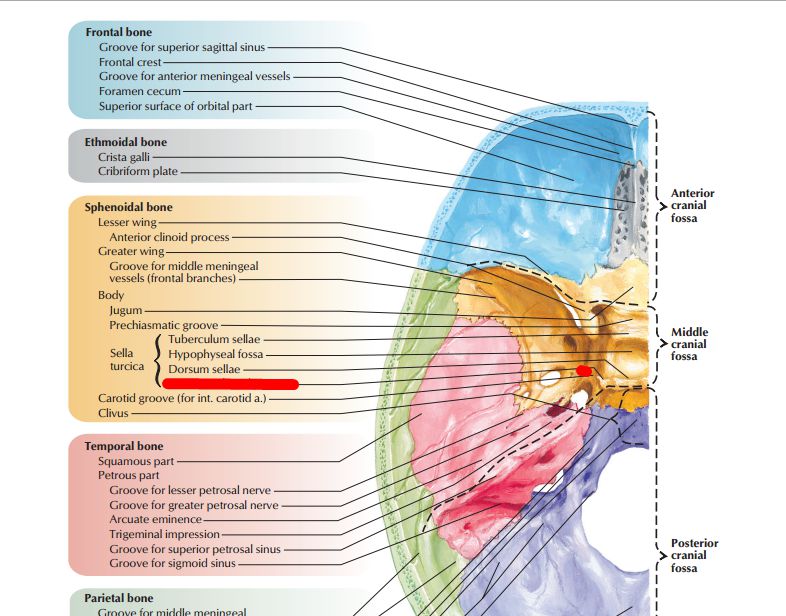 Frontal bone
Groove for superior sagittal sinus
Frontal crest
Groove for anterior meningeal vessels
Foramen cecum
Superior surface of orbital part
Ethmoidal bone
Crista galli
Cribriform plate
Sphenoidal bone
Lesser wing
Anterior clinoid process
Greater wing
Groove for middle meningeal
vessels (frontal branches)
Body
Jugum
Prechiasmatic groove
Sella
turcica
Tuberculum sellae
Hypophyseal fossa
Dorsum sellae
Carotid groove (for int. carotid a.)
Clivus
Temporal bone
Squamous part
Petrous part
Groove for lesser petrosal nerve
Groove for greater petrosal nerve
Arcuate eminence
Trigeminal impression
Groove for superior petrosal sinus
Groove for sigmoid sinus
Parietal bone
Groove for middle meningeal
Anterior
cranial
fossa
Middle
cranial
fossa
Posterior
cranial
fossa